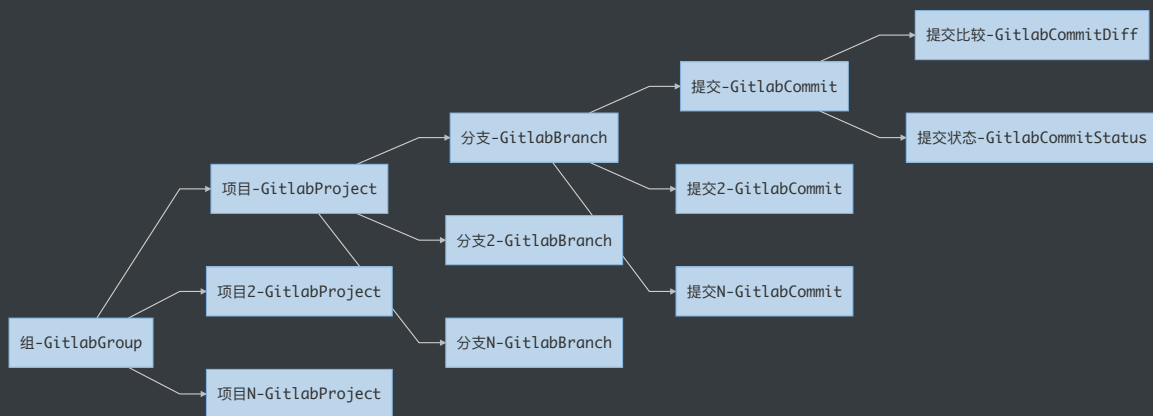 提交比较-GitlabCommitDiff
提交-GitlabCommit
分支-GitlabBranch
提交状态-GitlabCommitStatus
项目-GitlabProject
提交2-GitlabCommit
分支2-GitlabBranch
项目2-GitlabProject
提交N-GitlabCommit
组-GitlabGroup
分支N-GitlabBranch
项目N-GitlabProject